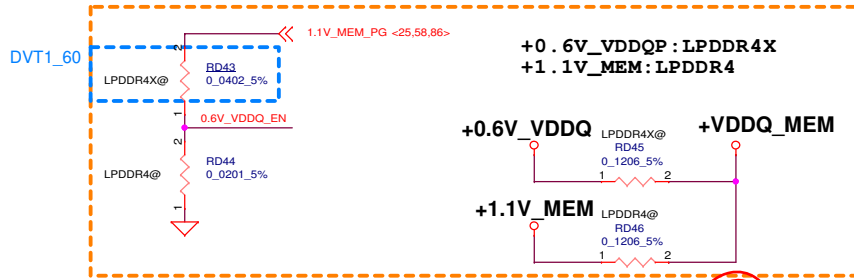 DVT1_60
2
1.1V_MEM_PG <25,58,86>
RD43
0_0402_5%
LPDDR4X@
1
0.6V_VDDQ_EN
2
RD44
0_0201_5%
LPDDR4@
1
+0.6V_VDDQP:LPDDR4X
+1.1V_MEM:LPDDR4
+0.6V_VDDQ
LPDDR4X@
+VDDQ_MEM
RD45
0_1206_5%
1
2
+1.1V_MEM
LPDDR4@
RD46
0_1206_5%
1
2